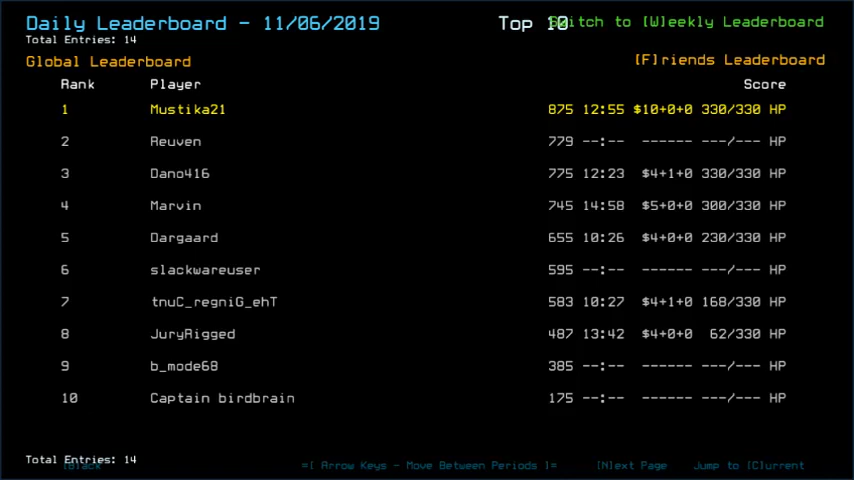 Daily Leaderboard - 11/06/2019 Top 10 Switch to [W]eekly Leaderboard
Total Entries: 14
Global Leaderboard [F]riends Leaderboard
Rank Player Score
1 Mustika21 875 12:55 $10+0+0 330/330 HP
2 Reuven 779 --:-- ------ ---/--- HP
3 Dano416 775 12:23 $4+1+0 330/330 HP
4 Marvin 745 14:58 $5+0+0 300/330 HP
5 Dargaard 655 10:26 $4+0+0 230/330 HP
6 slackwareuser 595 --:-- ------ ---/--- HP
7 tnuC_regniG_ehT 583 10:27 $4+1+0 168/330 HP
8 JuryRigged 487 13:42 $4+0+0 62/330 HP
9 b_mode68 385 --:-- ------ ---/--- HP
10 Captain birdbrain 175 --:-- ------ ---/--- HP
Total Entries: 14
[B]ack =[ Arrow Keys - Move Between Periods ]= [N]ext Page Jump to [C]urrent